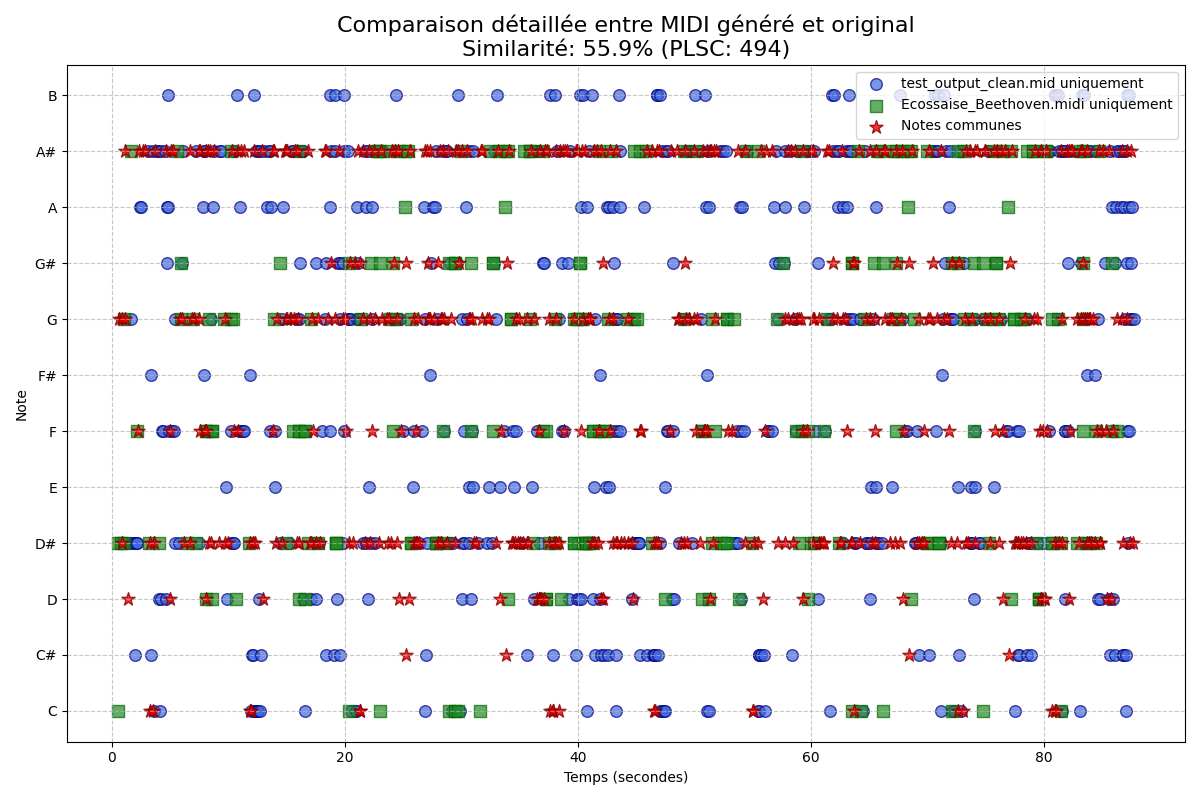 Comparaison détaillée entre MIDI généré et original
Similarité: 55.9% (PLSC: 494)
test_output_clean.mid uniquement
Ecossaise_Beethoven.midi uniquement
Notes communes
Note
B
A#
A
G#
G
F#
F
E
D#
D
C#
C
0 20 40 60 80
Temps (secondes)